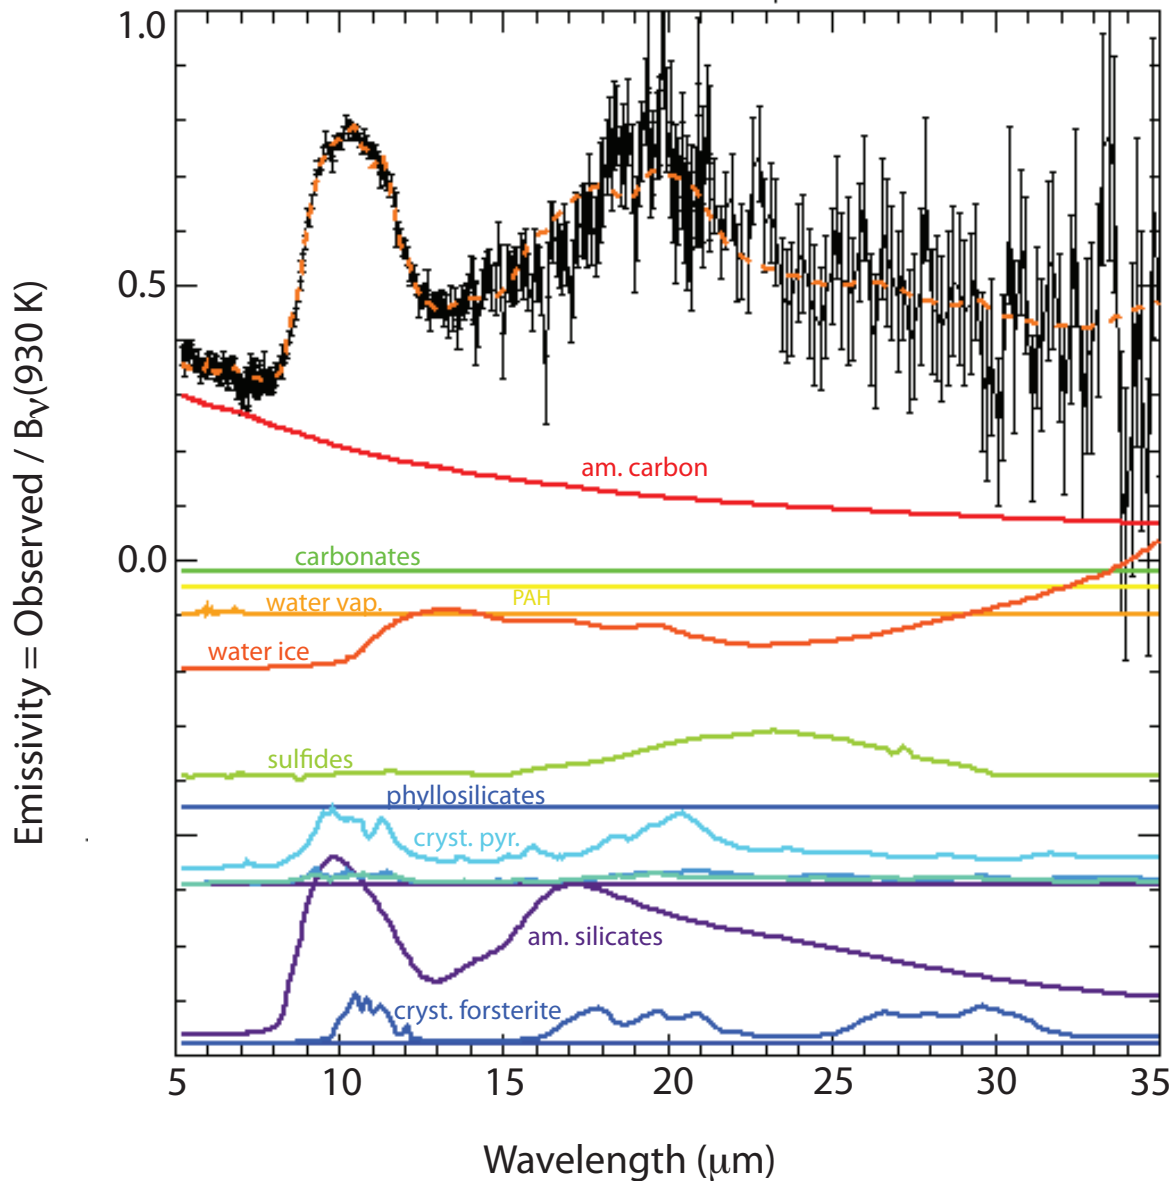 1.0
0.5
0.0
Emissivity = Observed / Bν(930 K)
am. carbon
carbonates
PAH
water vap.
water ice
sulfides
phyllosilicates
cryst. pyr.
am. silicates
cryst. forsterite
5 10 15 20 25 30 35
Wavelength (μm)